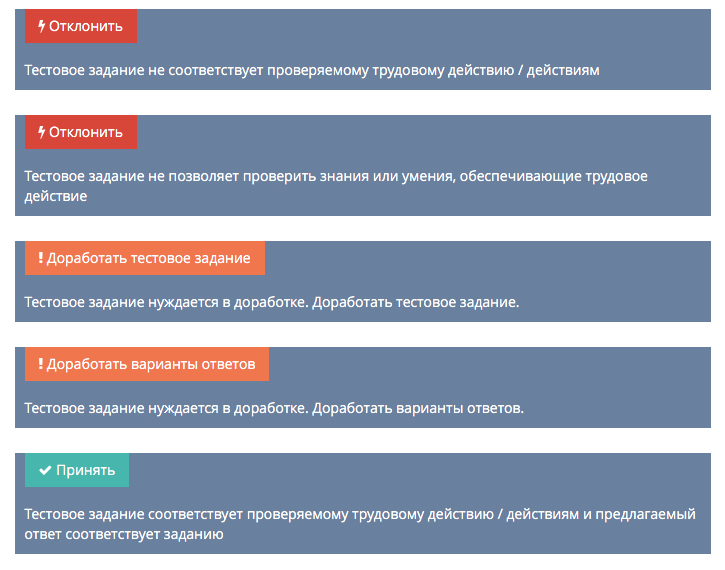 Отклонить
Тестовое задание не соответствует проверяемому трудовому действию / действиям
Отклонить
Тестовое задание не позволяет проверить знания или умения, обеспечивающие трудовое
действие
! Доработать тестовое задание
Тестовое задание нуждается в доработке. Доработать тестовое задание.
! Доработать варианты ответов
Тестовое задание нуждается в доработке. Доработать варианты ответов.
Принять
Тестовое задание соответствует проверяемому трудовому действию / действиям и предлагаемый
ответ соответствует заданию